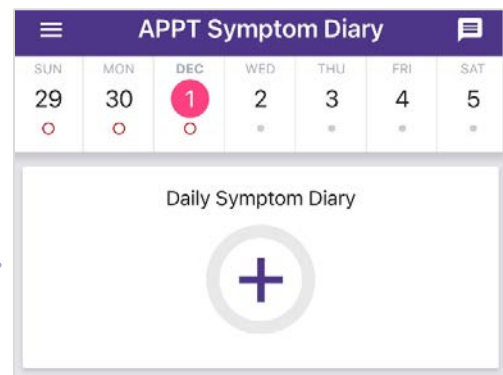 APPT Symptom Diary
SUN MON DEC WED THU FRI SAT
29 30 1 2 3 4 5
Daily Symptom Diary